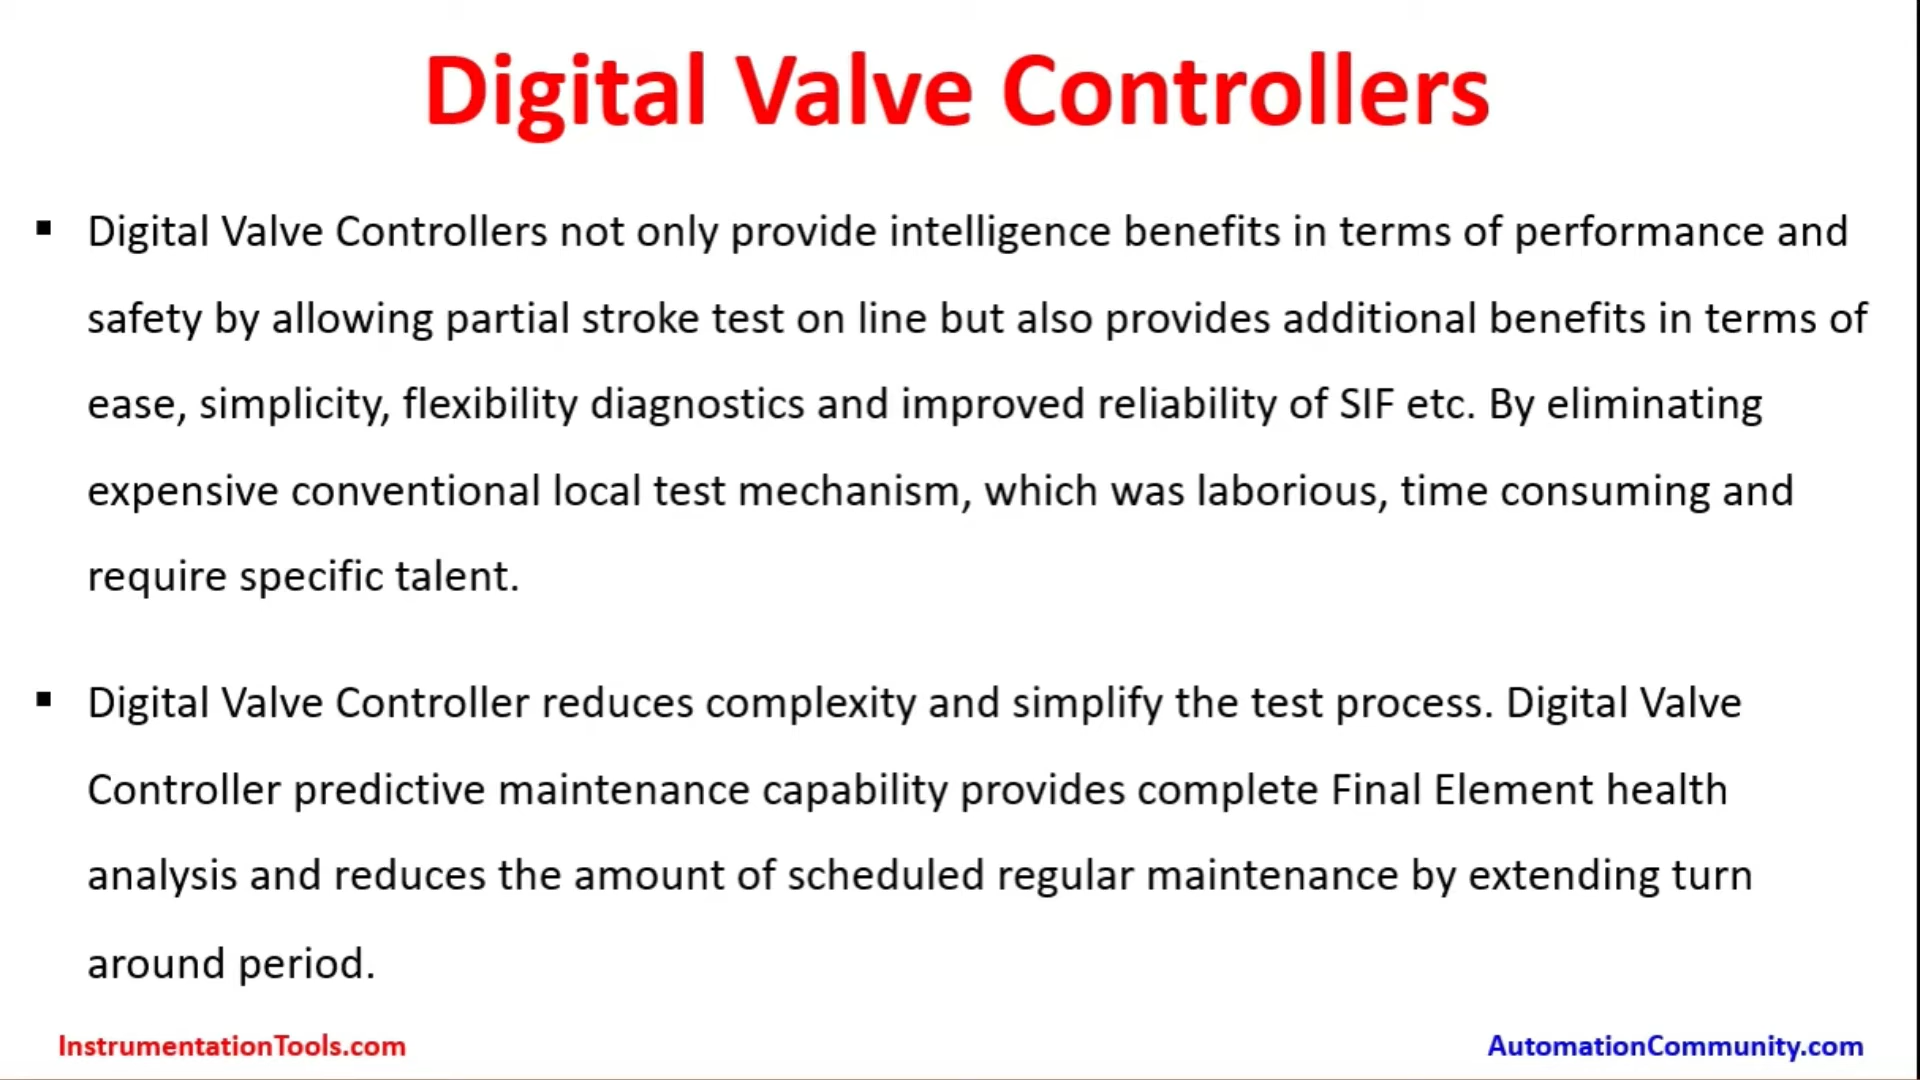 Digital Valve Controllers
▪ Digital Valve Controllers not only provide intelligence benefits in terms of performance and
safety by allowing partial stroke test on line but also provides additional benefits in terms of
ease, simplicity, flexibility diagnostics and improved reliability of SIF etc. By eliminating
expensive conventional local test mechanism, which was laborious, time consuming and
require specific talent.
▪ Digital Valve Controller reduces complexity and simplify the test process. Digital Valve
Controller predictive maintenance capability provides complete Final Element health
analysis and reduces the amount of scheduled regular maintenance by extending turn
around period.
InstrumentationTools.com
AutomationCommunity.com